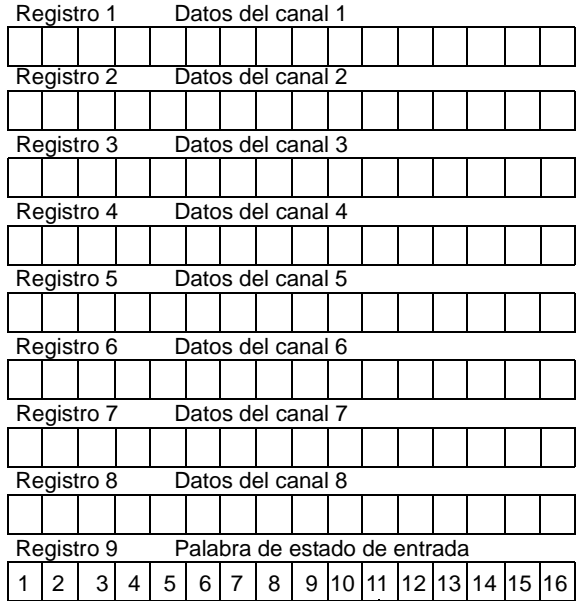 Registro 1 Datos del canal 1
Registro 2 Datos del canal 2
Registro 3 Datos del canal 3
Registro 4 Datos del canal 4
Registro 5 Datos del canal 5
Registro 6 Datos del canal 6
Registro 7 Datos del canal 7
Registro 8 Datos del canal 8
Registro 9 Palabra de estado de entrada
1 2 3 4 5 6 7 8 9 10 11 12 13 14 15 16